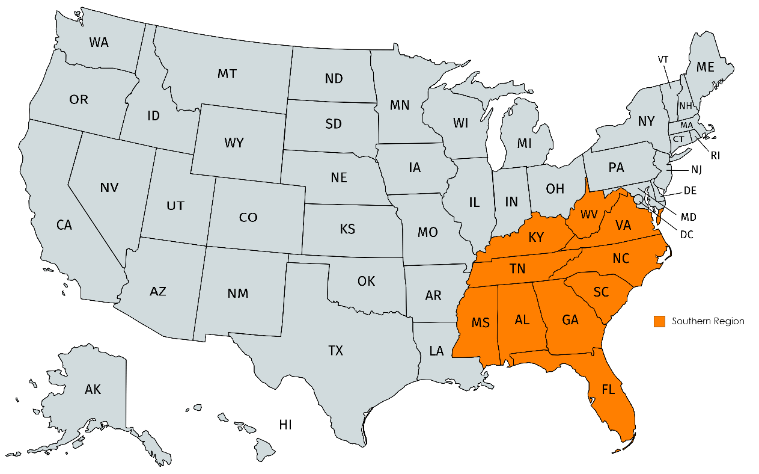 WA
MT
ND
MN
OR
ID
WY
SD
WI
MI
VT
ME
NH
NY
MA
CT
RI
NV
UT
CO
NE
IA
IL
IN
OH
PA
NJ
DE
MD
DC
CA
KS
MO
KY
WV
VA
AZ
NM
OK
AR
TN
NC
SC
MS
AL
GA
Southern Region
TX
LA
FL
AK
HI